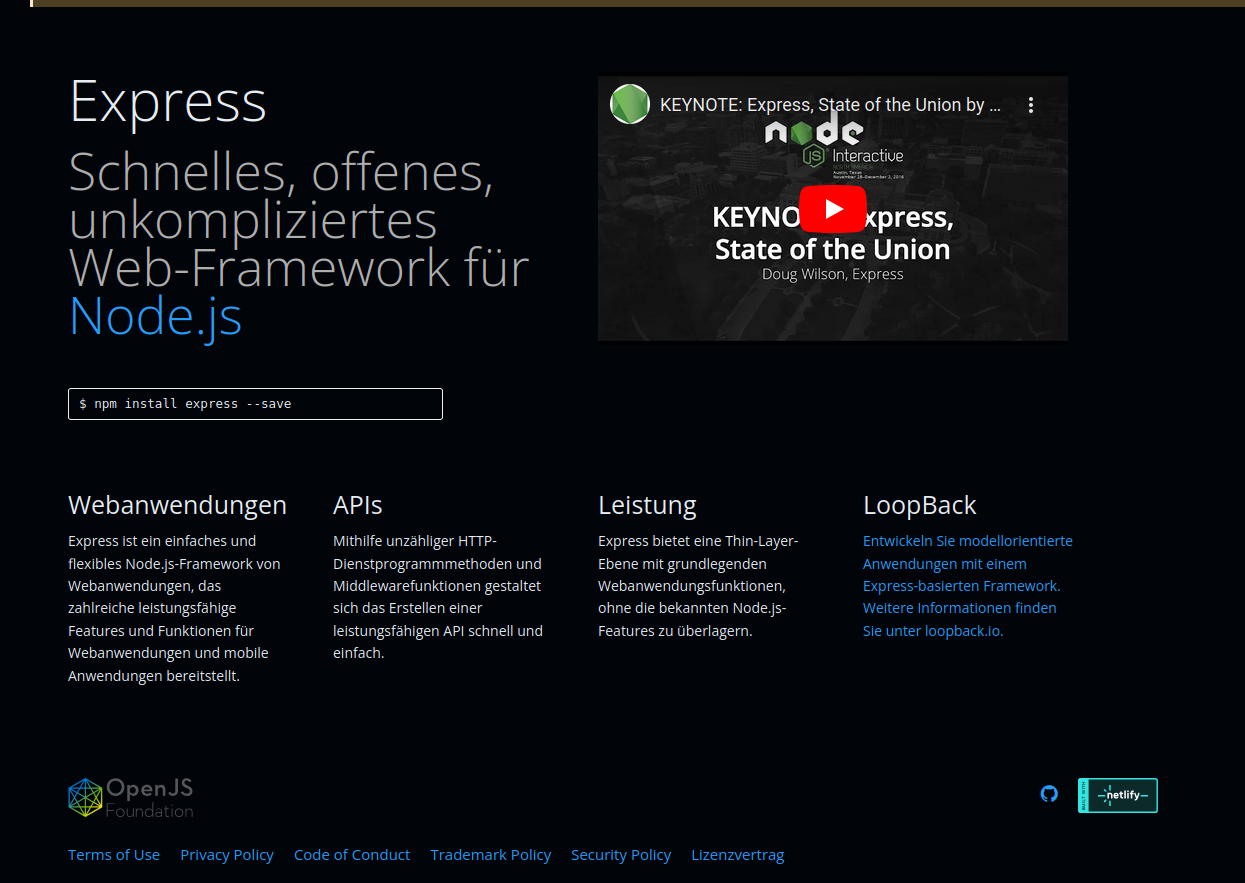 Express
Schnelles, offenes,
unkompliziertes
Web-Framework für
Node.js
$ npm install express --save
KEYNOTE: Express, State of the Union by ...
node
JS Interactive
NORTH AMERICA
Austin, Texas
November 29-December 2, 2016
KEYNO xpress,
State of the Union
Doug Wilson, Express
Webanwendungen
Express ist ein einfaches und
flexibles Node.js-Framework von
Webanwendungen, das
zahlreiche leistungsfähige
Features und Funktionen für
Webanwendungen und mobile
Anwendungen bereitstellt.
APIs
Mithilfe unzähliger HTTP-
Dienstprogrammmethoden und
Middlewarefunktionen gestaltet
sich das Erstellen einer
leistungsfähigen API schnell und
einfach.
Leistung
Express bietet eine Thin-Layer-
Ebene mit grundlegenden
Webanwendungsfunktionen,
ohne die bekannten Node.js-
Features zu überlagern.
LoopBack
Entwickeln Sie modellorientierte
Anwendungen mit einem
Express-basierten Framework.
Weitere Informationen finden
Sie unter loopback.io.
OpenJS
Foundation
BUILT WITH
netlify
Terms of Use Privacy Policy Code of Conduct Trademark Policy Security Policy Lizenzvertrag